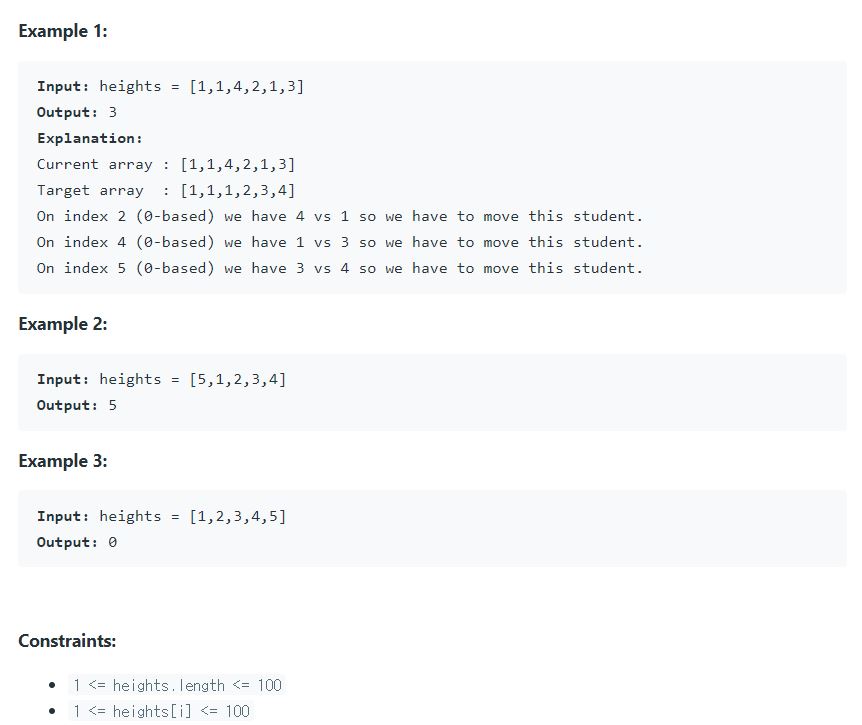 Example 1:
Input: heights = [1,1,4,2,1,3]
Output: 3
Explanation:
Current array : [1,1,4,2,1,3]
Target array  : [1,1,1,2,3,4]
On index 2 (0-based) we have 4 vs 1 so we have to move this student.
On index 4 (0-based) we have 1 vs 3 so we have to move this student.
On index 5 (0-based) we have 3 vs 4 so we have to move this student.
Example 2:
Input: heights = [5,1,2,3,4]
Output: 5
Example 3:
Input: heights = [1,2,3,4,5]
Output: 0
Constraints:
• 1 <= heights.length <= 100
• 1 <= heights[i] <= 100